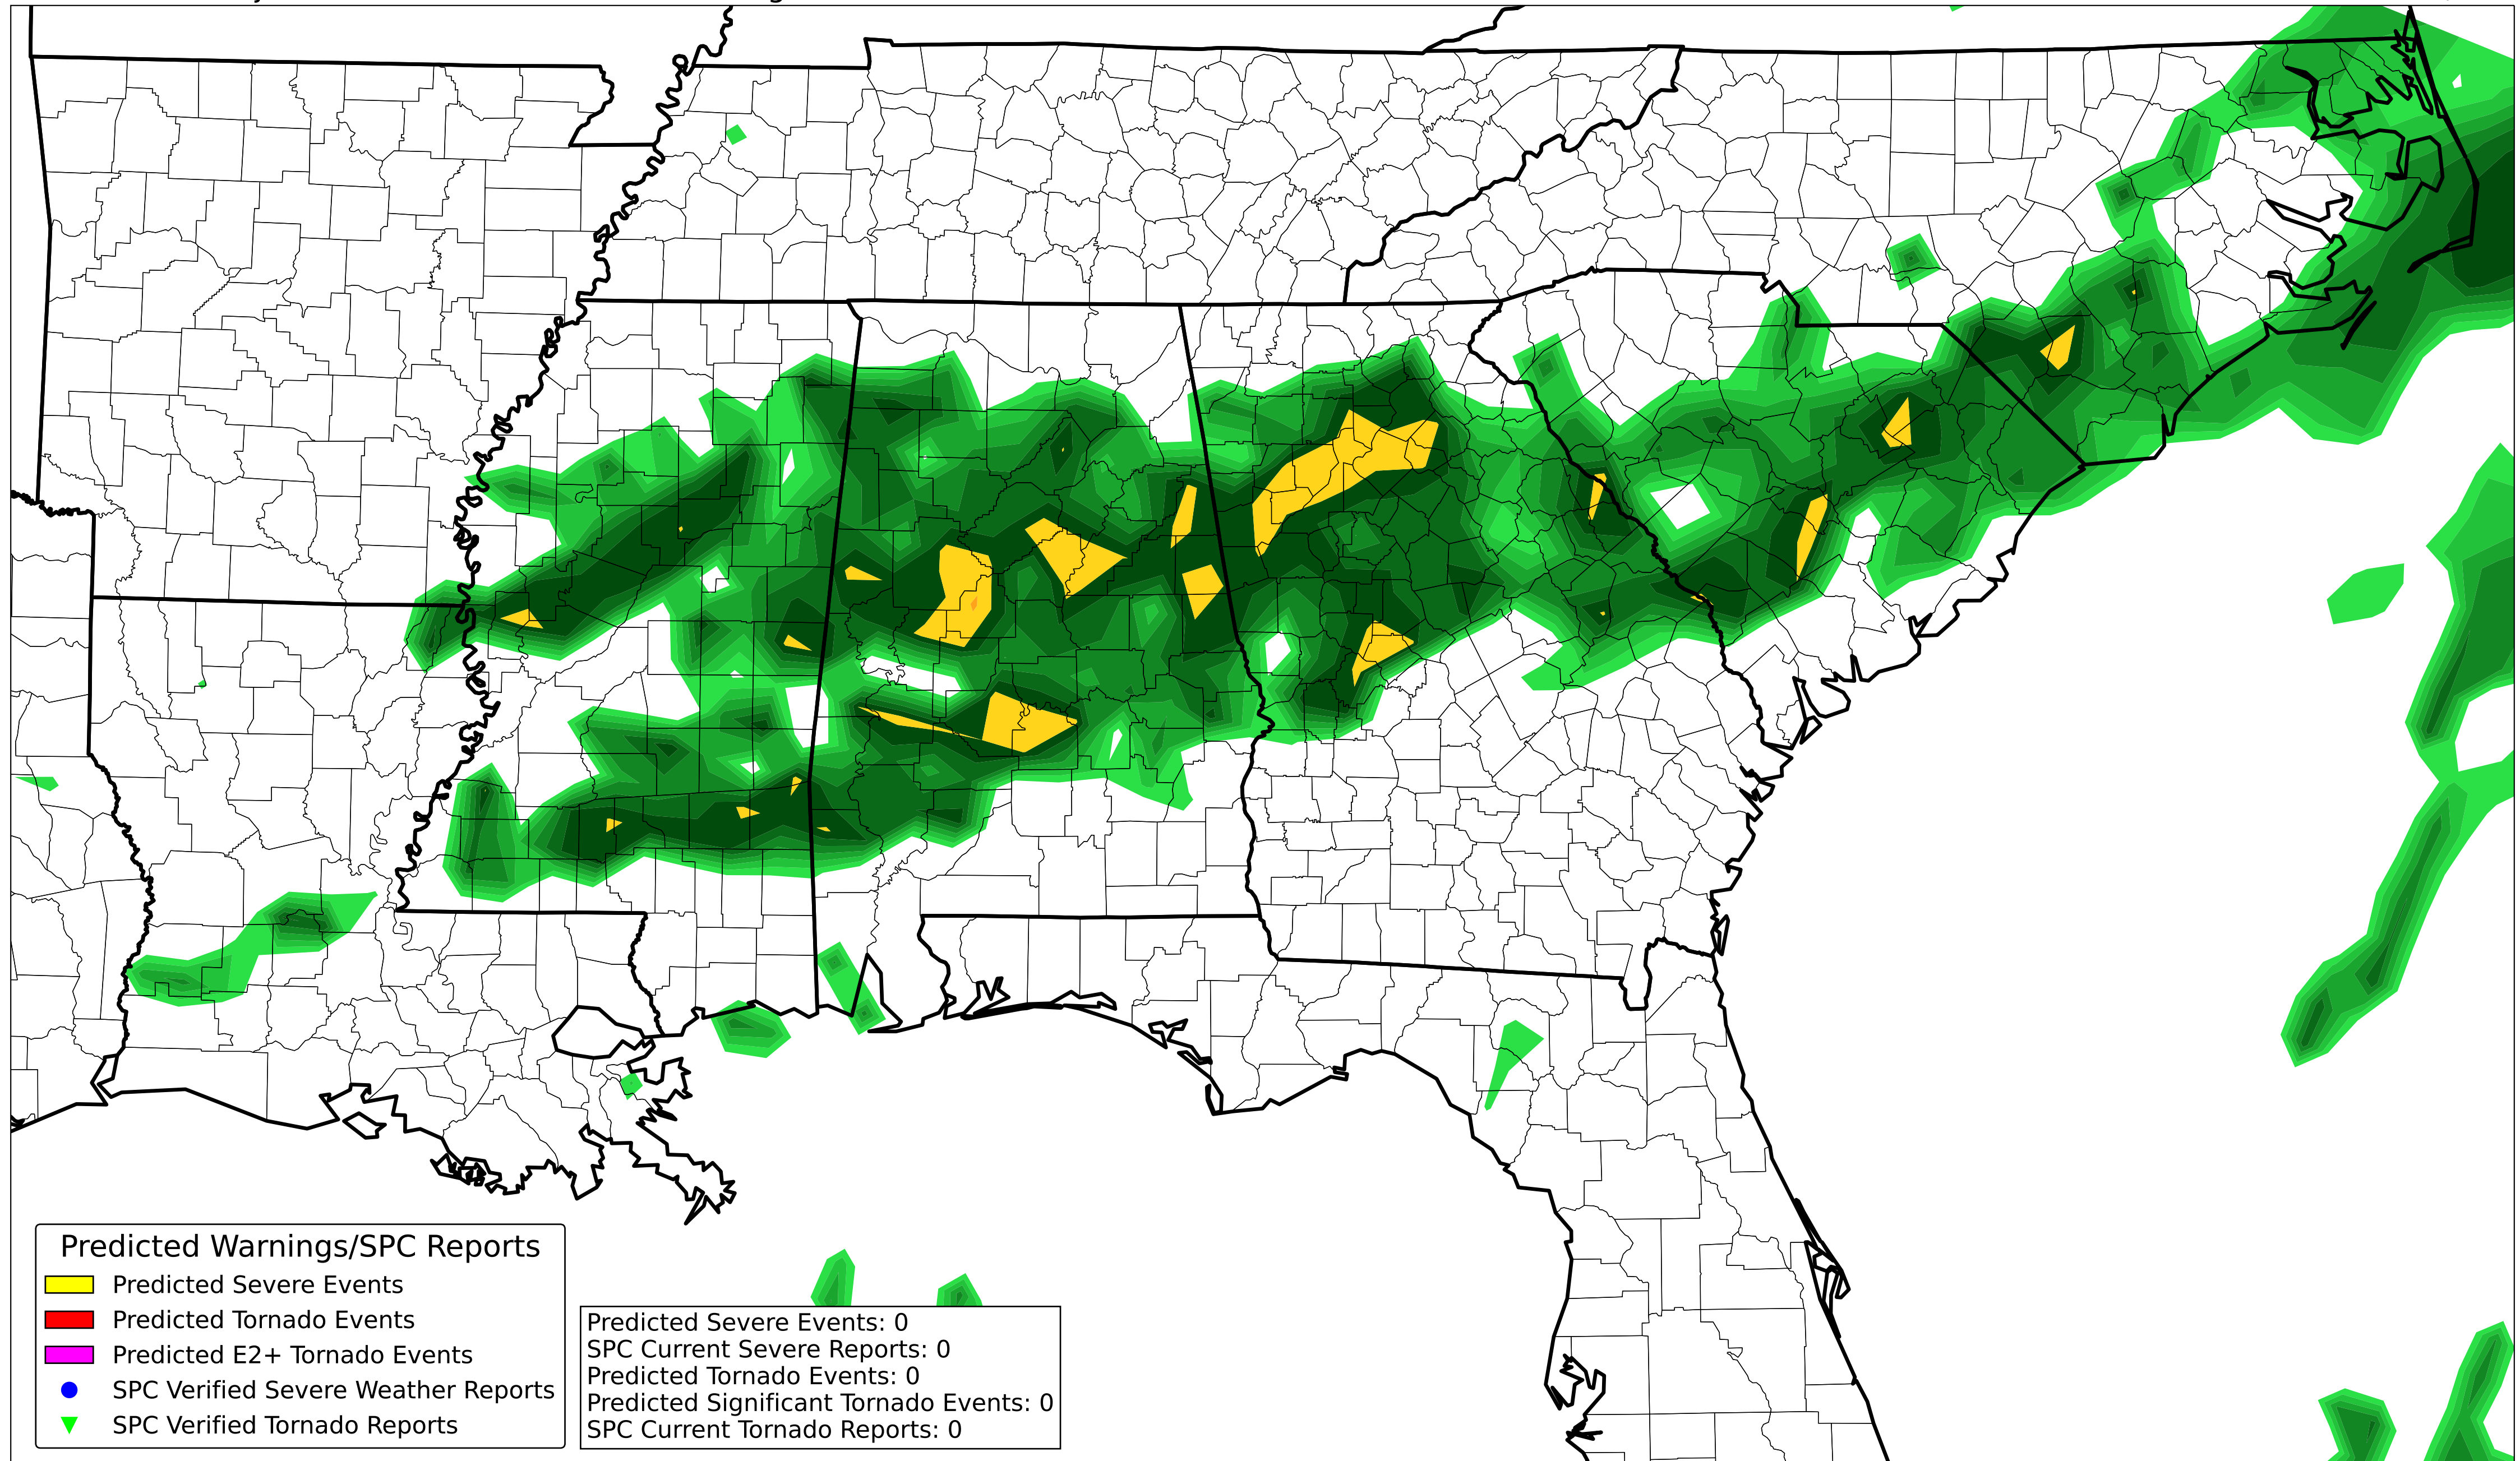 Predicted Warnings/SPC Reports
Predicted Severe Events
Predicted Tornado Events
Predicted E2+ Tornado Events
SPC Verified Severe Weather Reports
SPC Verified Tornado Reports
Predicted Severe Events: 0
SPC Current Severe Reports: 0
Predicted Tornado Events: 0
Predicted Significant Tornado Events: 0
SPC Current Tornado Reports: 0